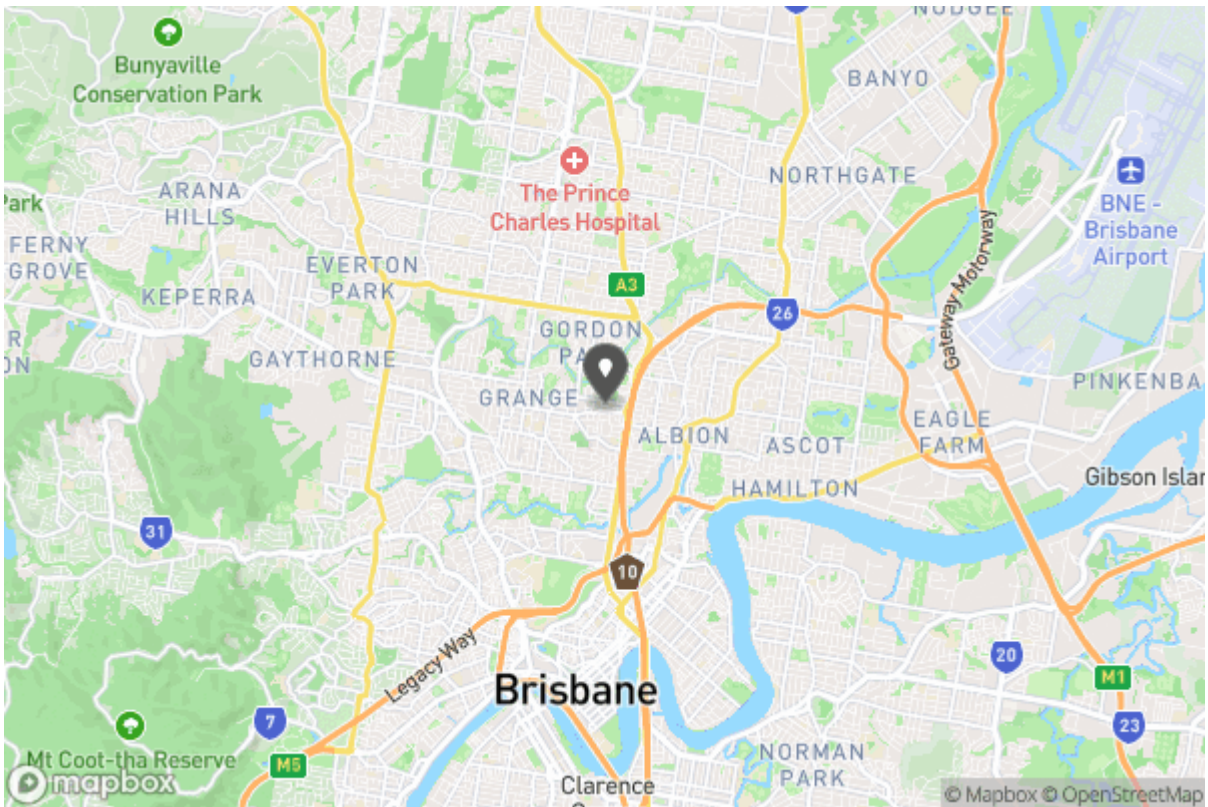 NUDGEE
Bunyaville
Conservation Park
BANYO
The Prince
Charles Hospital
NORTHGATE
ARANA
HILLS
Park
BNE -
Brisbane
Airport
FERNY
GROVE
EVERTON
PARK
KEPERRA
A3
Gateway Motorway
26
GORDON
PA
GAYTHORNE
GRANGE
PINKENBA
ALBION
ASCOT
EAGLE
FARM
Gibson Islan
HAMILTON
31
10
Legacy Way
20
Brisbane
M1
7
23
Mt Coot-tha Reserve
M5
NORMAN
PARK
Clarence
mapbox
© Mapbox © OpenStreetMap